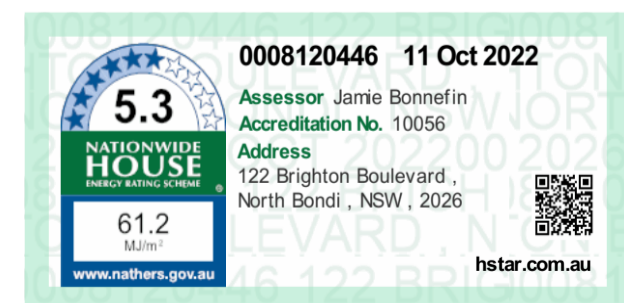 0008120446 11 Oct 2022
5.3
NATIONWIDE
HOUSE
ENERGY RATING SCHEME
®
61.2
MJ/m²
www.nathers.gov.au
Assessor Jamie Bonnefin
Accreditation No. 10056
Address
122 Brighton Boulevard ,
North Bondi , NSW , 2026
hstar.com.au